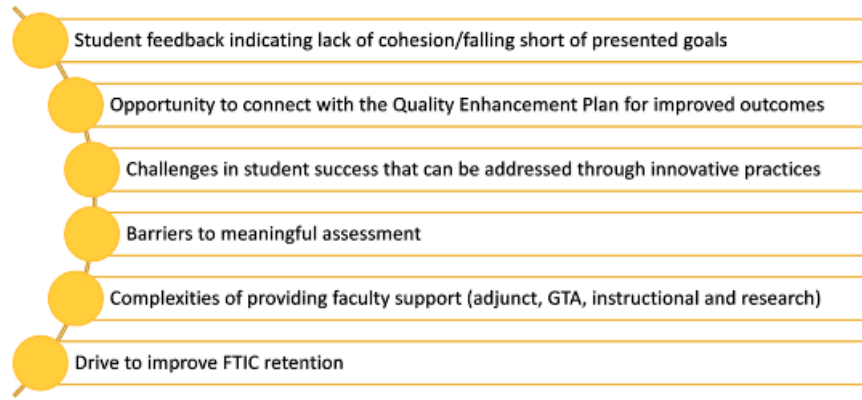 Student feedback indicating lack of cohesion/falling short of presented goals
Opportunity to connect with the Quality Enhancement Plan for improved outcomes
Challenges in student success that can be addressed through innovative practices
Barriers to meaningful assessment
Complexities of providing faculty support (adjunct, GTA, instructional and research)
Drive to improve FTIC retention